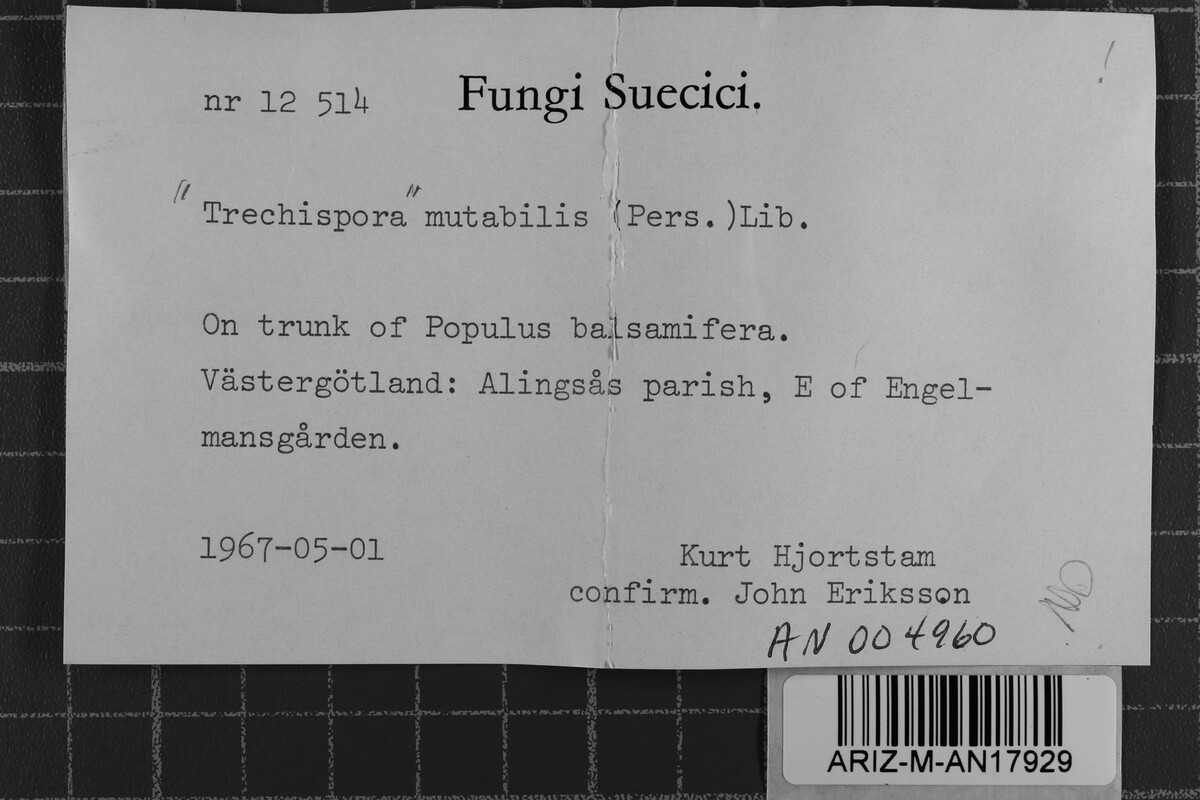 nr 12 514 Fungi Suecici.
!
"Trechispora" mutabilis (Pers.)Lib.
On trunk of Populus balsamifera.
Västergötland: Alingsås parish, E of Engel-
mansgården.
1967-05-01
Kurt Hjortstam
confirm. John Eriksson
AN 004960
ARIZ-M-AN17929